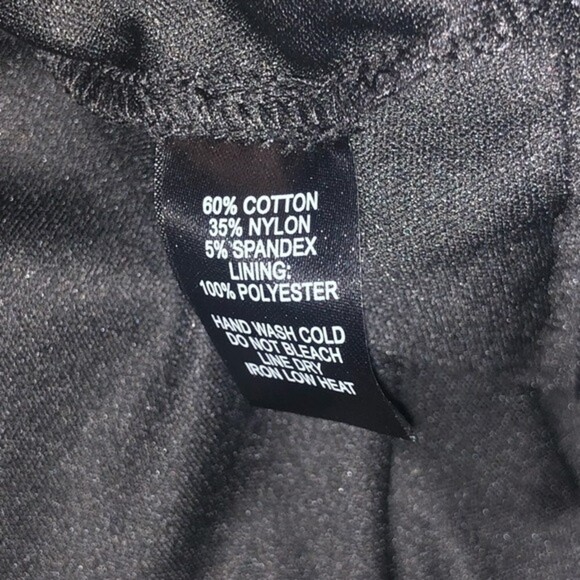 60% COTTON
35% NYLON
5% SPANDEX
LINING:
100% POLYESTER
HAND WASH COLD
DO NOT BLEACH
LINE DRY
IRON LOW HEAT